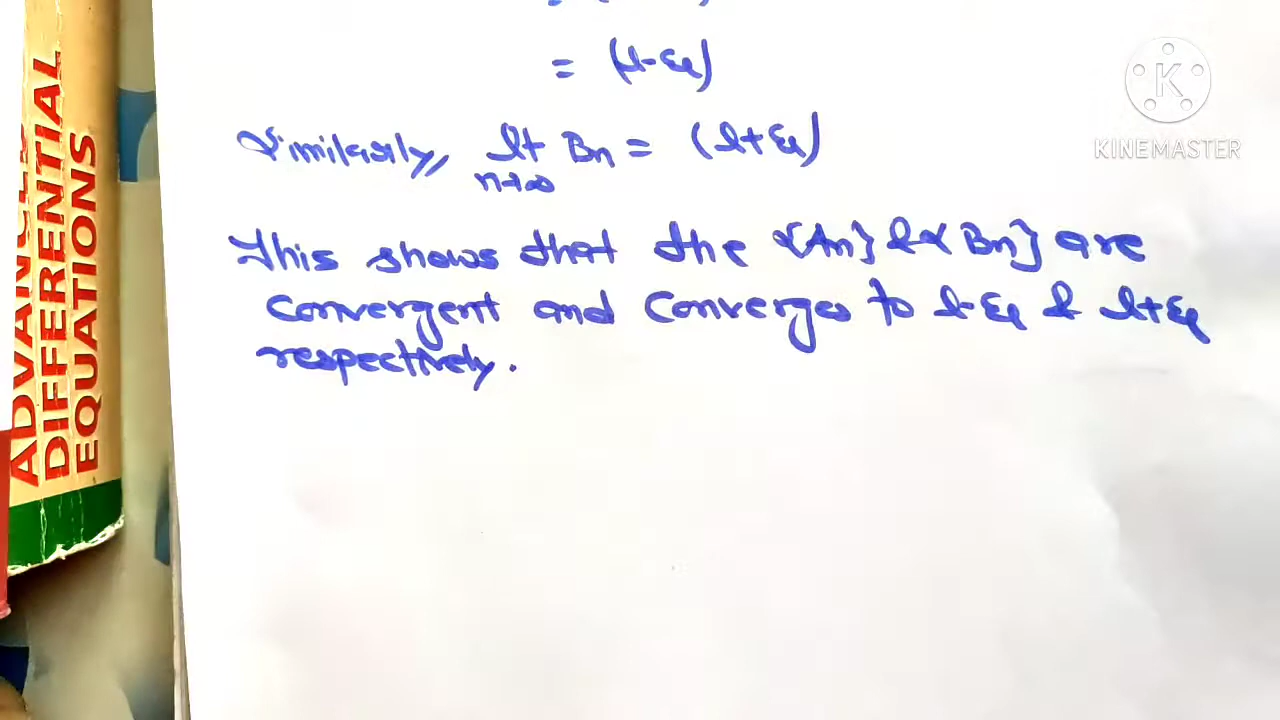 = (l-ε₁)
Similarly, lt Bn = (l+ε₁)
n→∞
This shows that the {An} & {Bn} are
convergent and converges to l-ε₁ & l+ε₁
respectively.
ADVANCED
DIFFERENTIAL
EQUATIONS
K
KINEMASTER